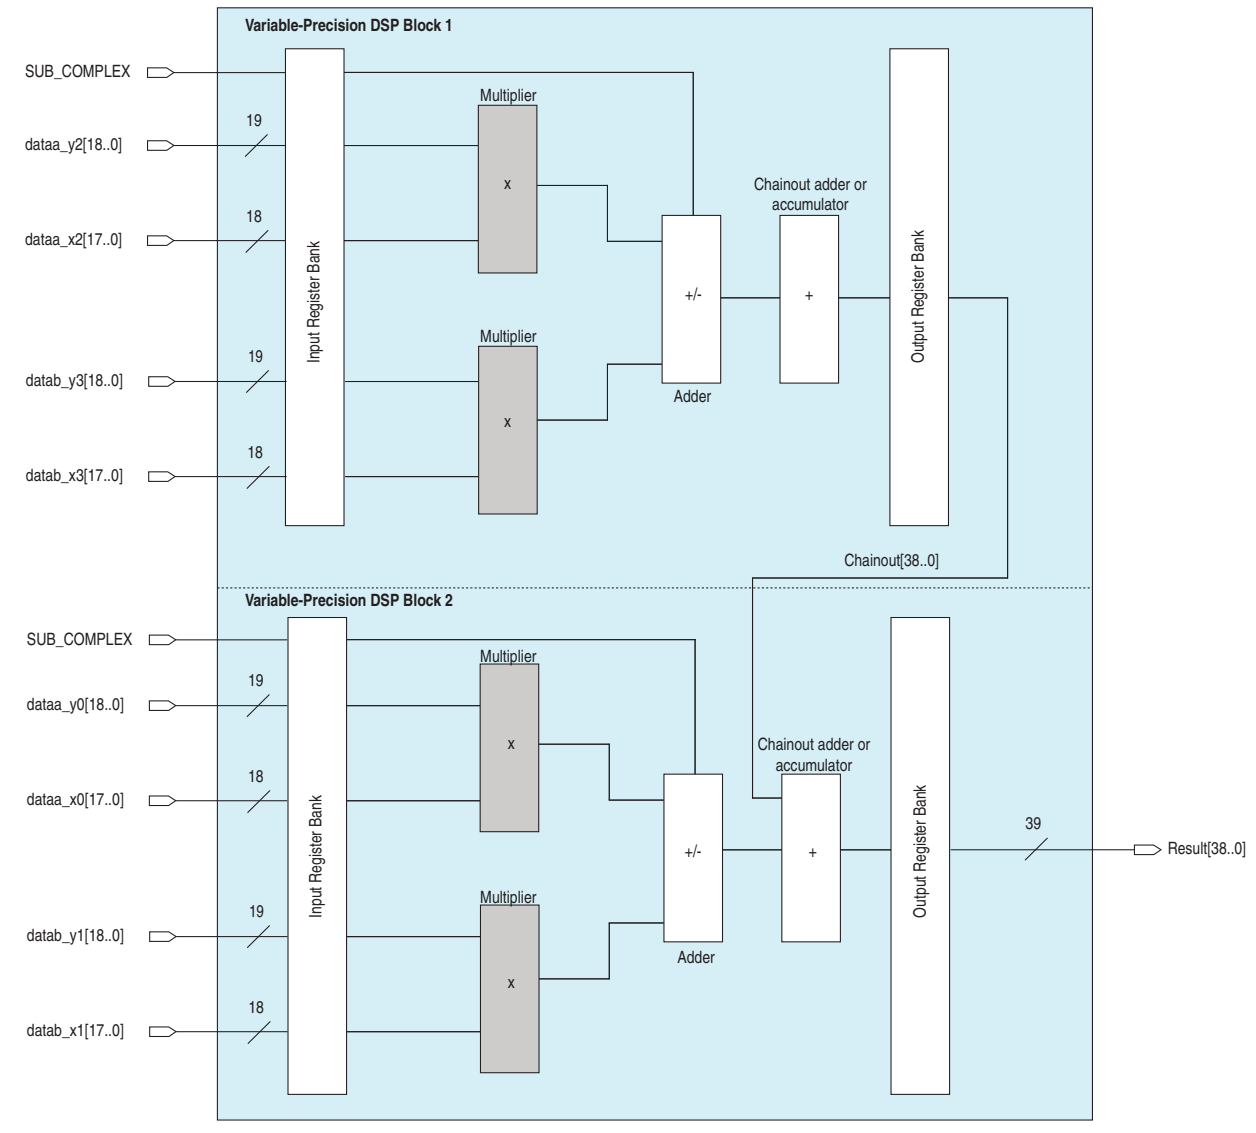 Variable-Precision DSP Block 1
SUB_COMPLEX
Multiplier
19
dataa_y2[18..0]
x
Chainout adder or
accumulator
18
dataa_x2[17..0]
Input Register Bank
+/-
+
Output Register Bank
Multiplier
19
datab_y3[18..0]
Adder
x
18
datab_x3[17..0]
Chainout[38..0]
Variable-Precision DSP Block 2
SUB_COMPLEX
Multiplier
19
dataa_y0[18..0]
x
Chainout adder or
accumulator
18
dataa_x0[17..0]
Input Register Bank
+/-
+
Output Register Bank
39
Result[38..0]
Multiplier
19
datab_y1[18..0]
Adder
x
18
datab_x1[17..0]